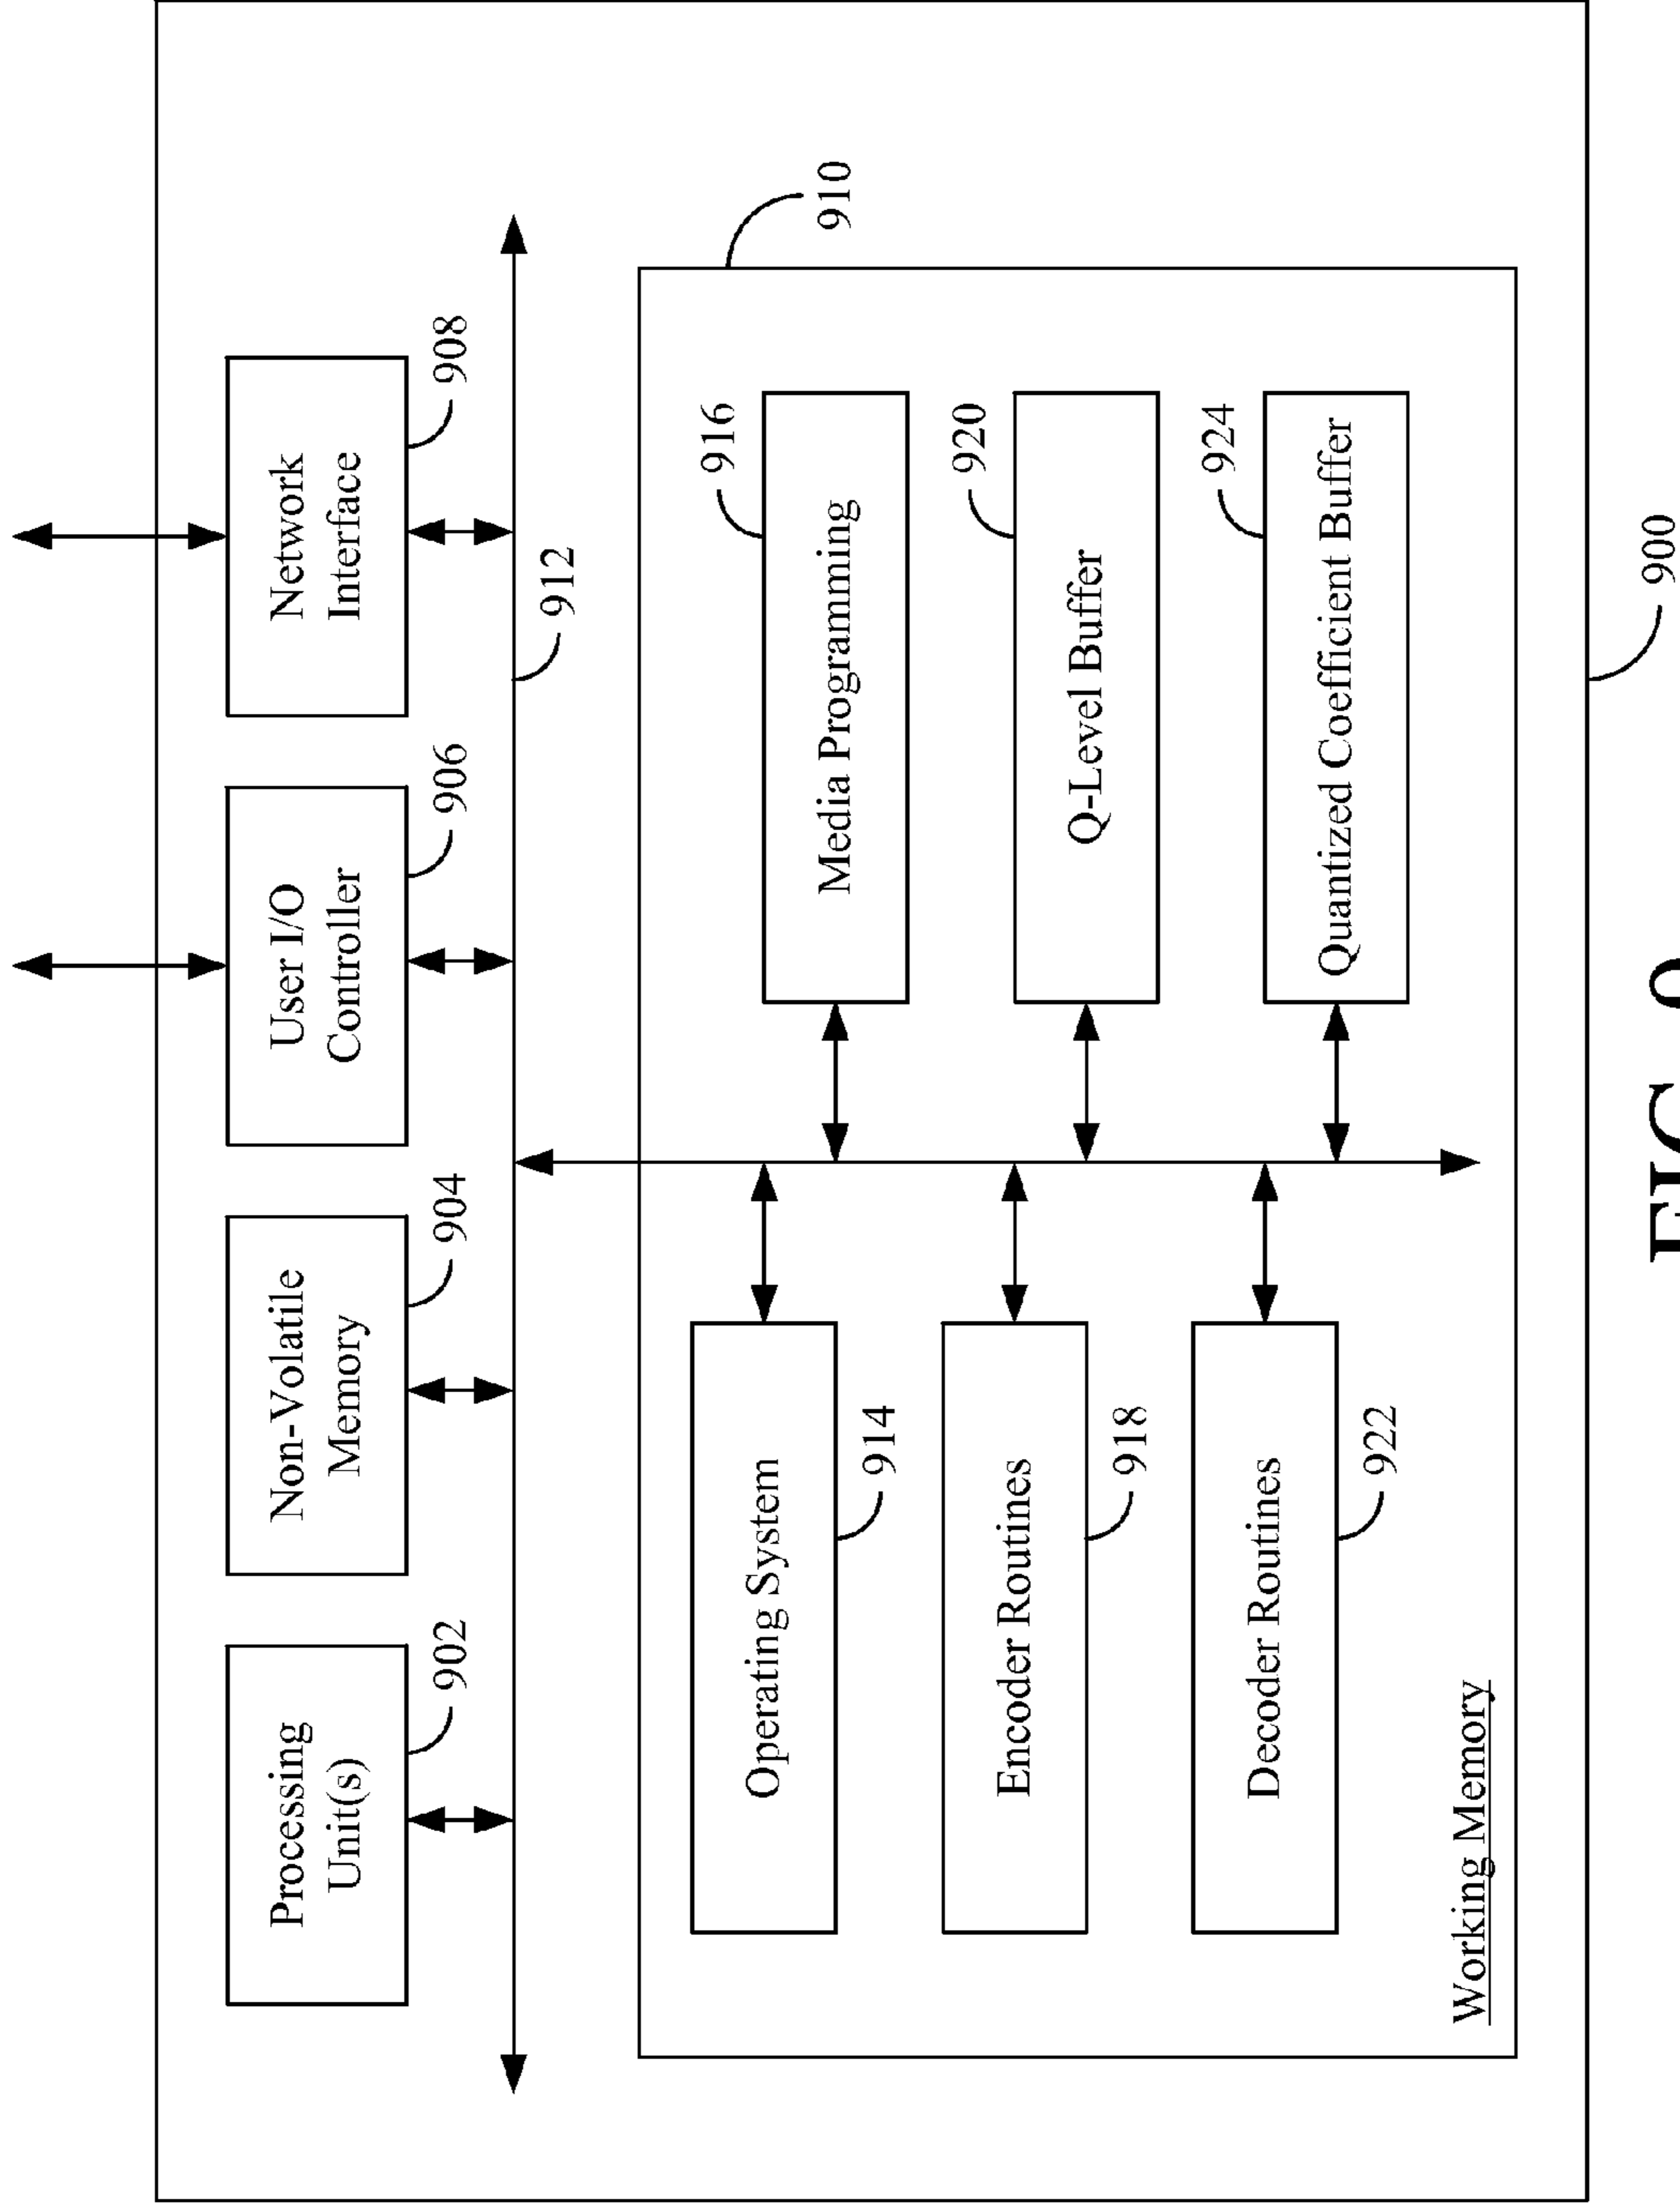 Processing
Unit(s)
902
Non-Volatile
Memory
904
User I/O
Controller
906
Network
Interface
908
912
910
Operating System
914
Media Programming
916
Encoder Routines
918
Q-Level Buffer
920
Decoder Routines
922
Quantized Coefficient Buffer
924
Working Memory
900